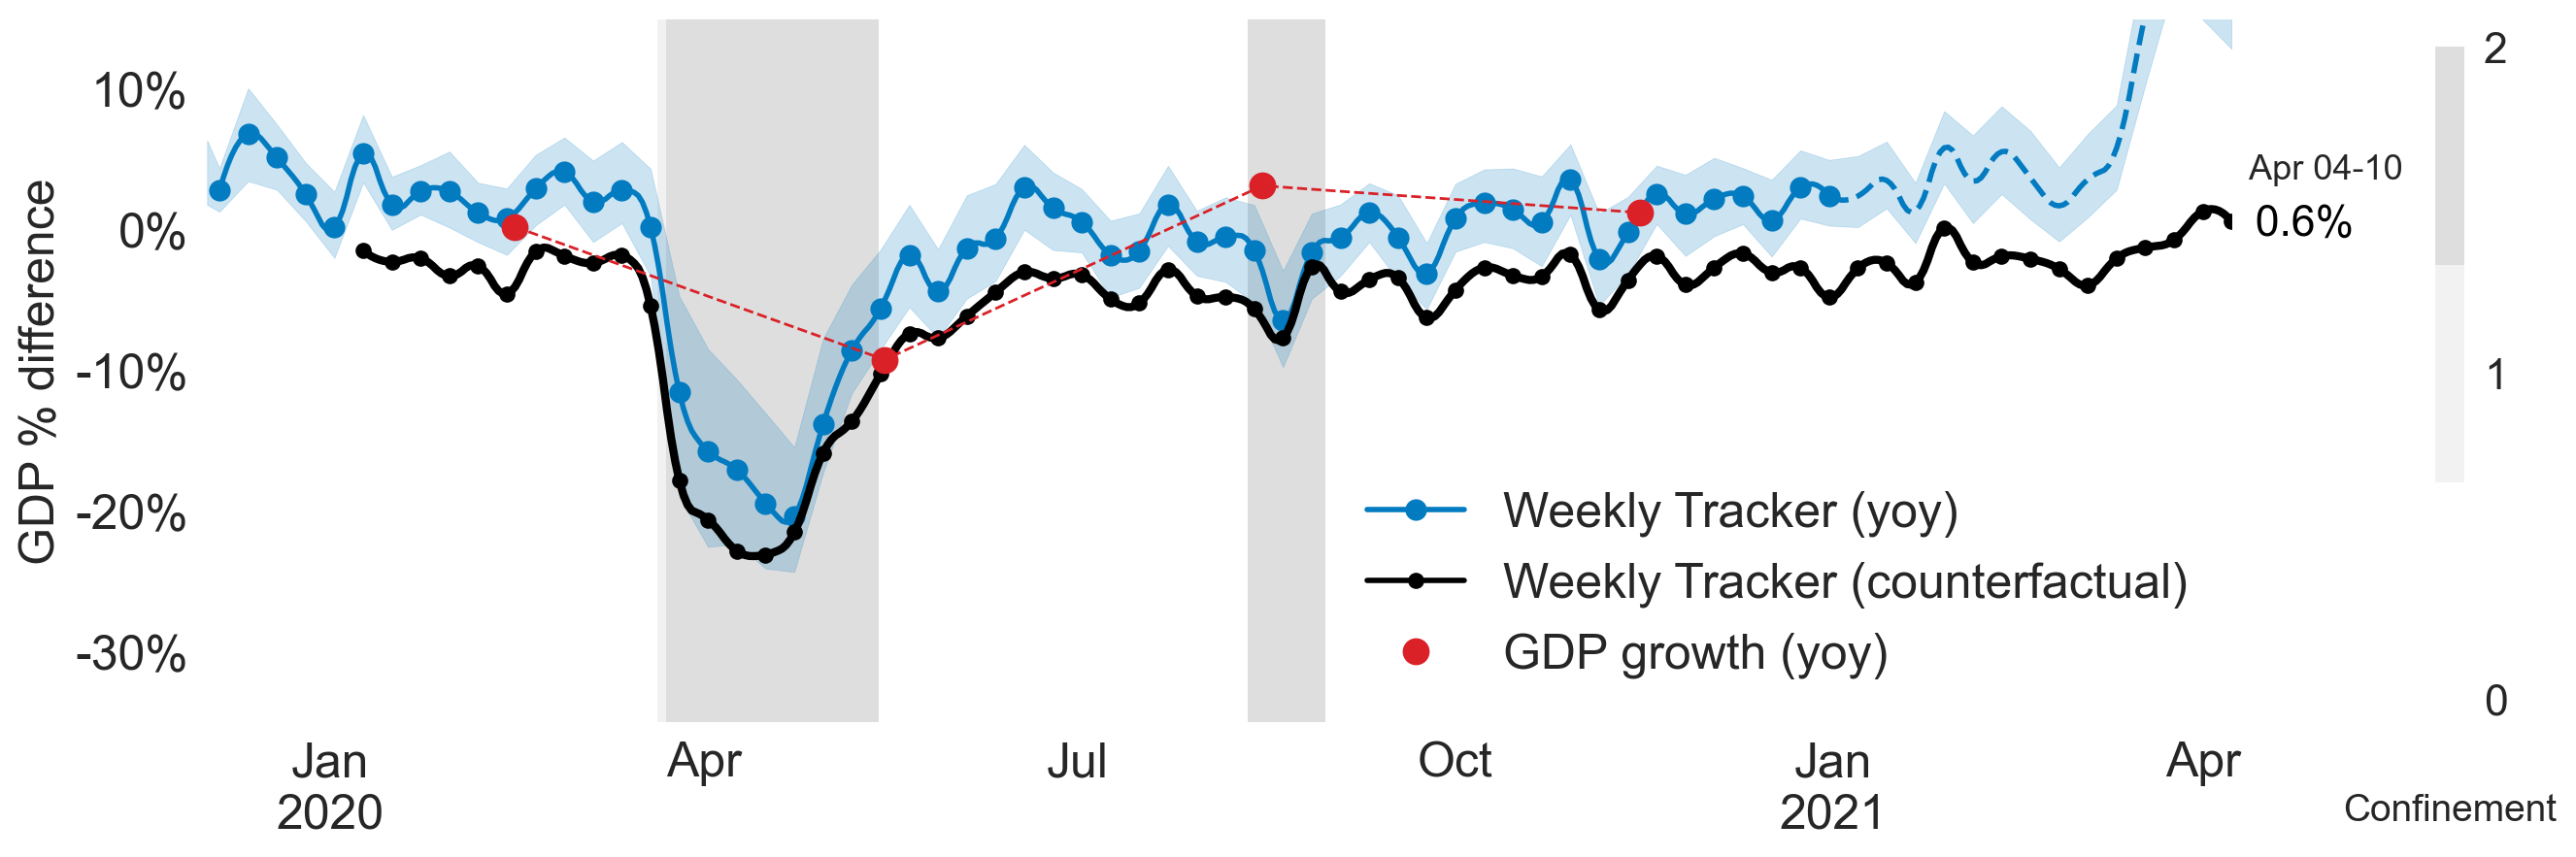 GDP % difference
10%
0%
-10%
-20%
-30%
Jan
2020
Apr
Jul
Oct
Jan
2021
Apr
Weekly Tracker (yoy)
Weekly Tracker (counterfactual)
GDP growth (yoy)
Apr 04-10
0.6%
2
1
0
Confinement